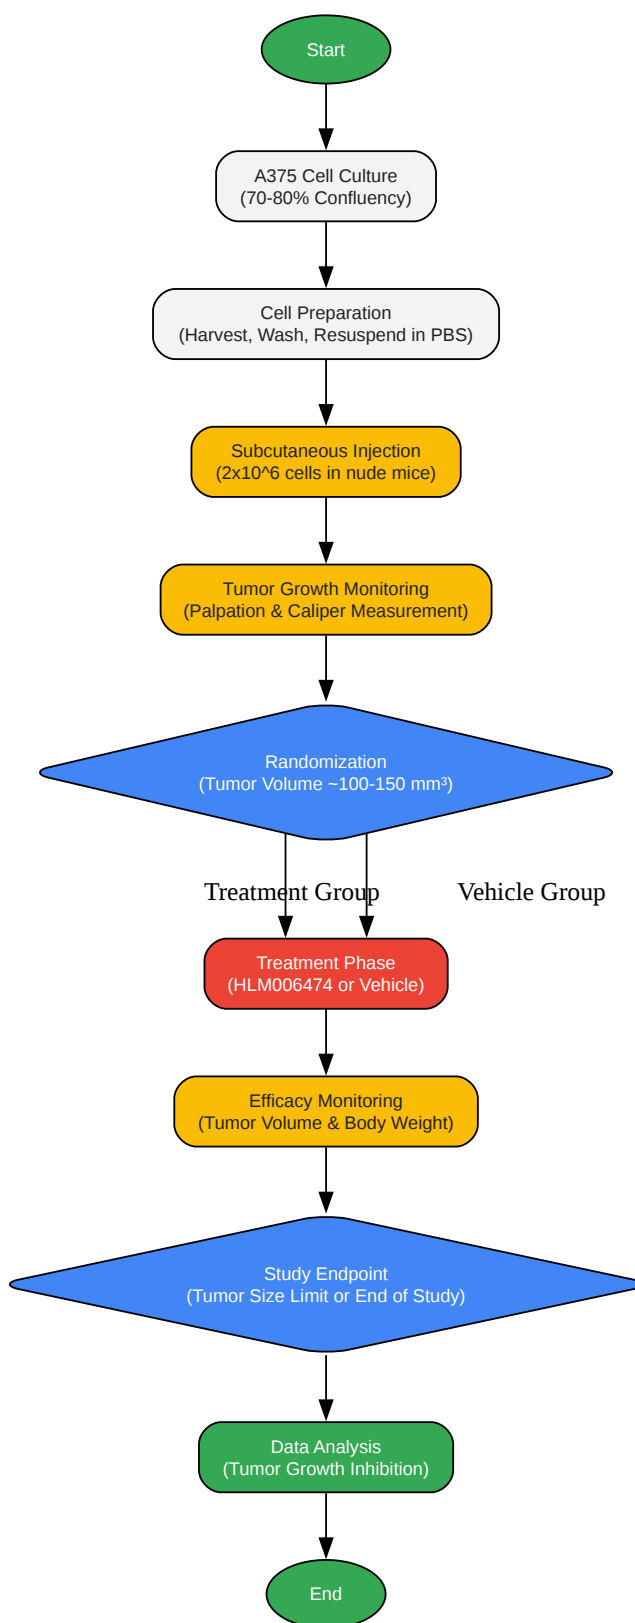 Start
A375 Cell Culture
(70-80% Confluency)
Cell Preparation
(Harvest, Wash, Resuspend in PBS)
Subcutaneous Injection
(2x10^6 cells in nude mice)
Tumor Growth Monitoring
(Palpation & Caliper Measurement)
Randomization
(Tumor Volume ~100-150 mm³)
Treatment Group
Vehicle Group
Treatment Phase
(HLM006474 or Vehicle)
Efficacy Monitoring
(Tumor Volume & Body Weight)
Study Endpoint
(Tumor Size Limit or End of Study)
Data Analysis
(Tumor Growth Inhibition)
End